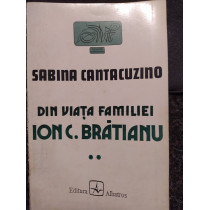 SABINA CANTACUZINO
DIN VIAȚA FAMILIEI
ION C. BRĂTIANU
Editura
Albatros